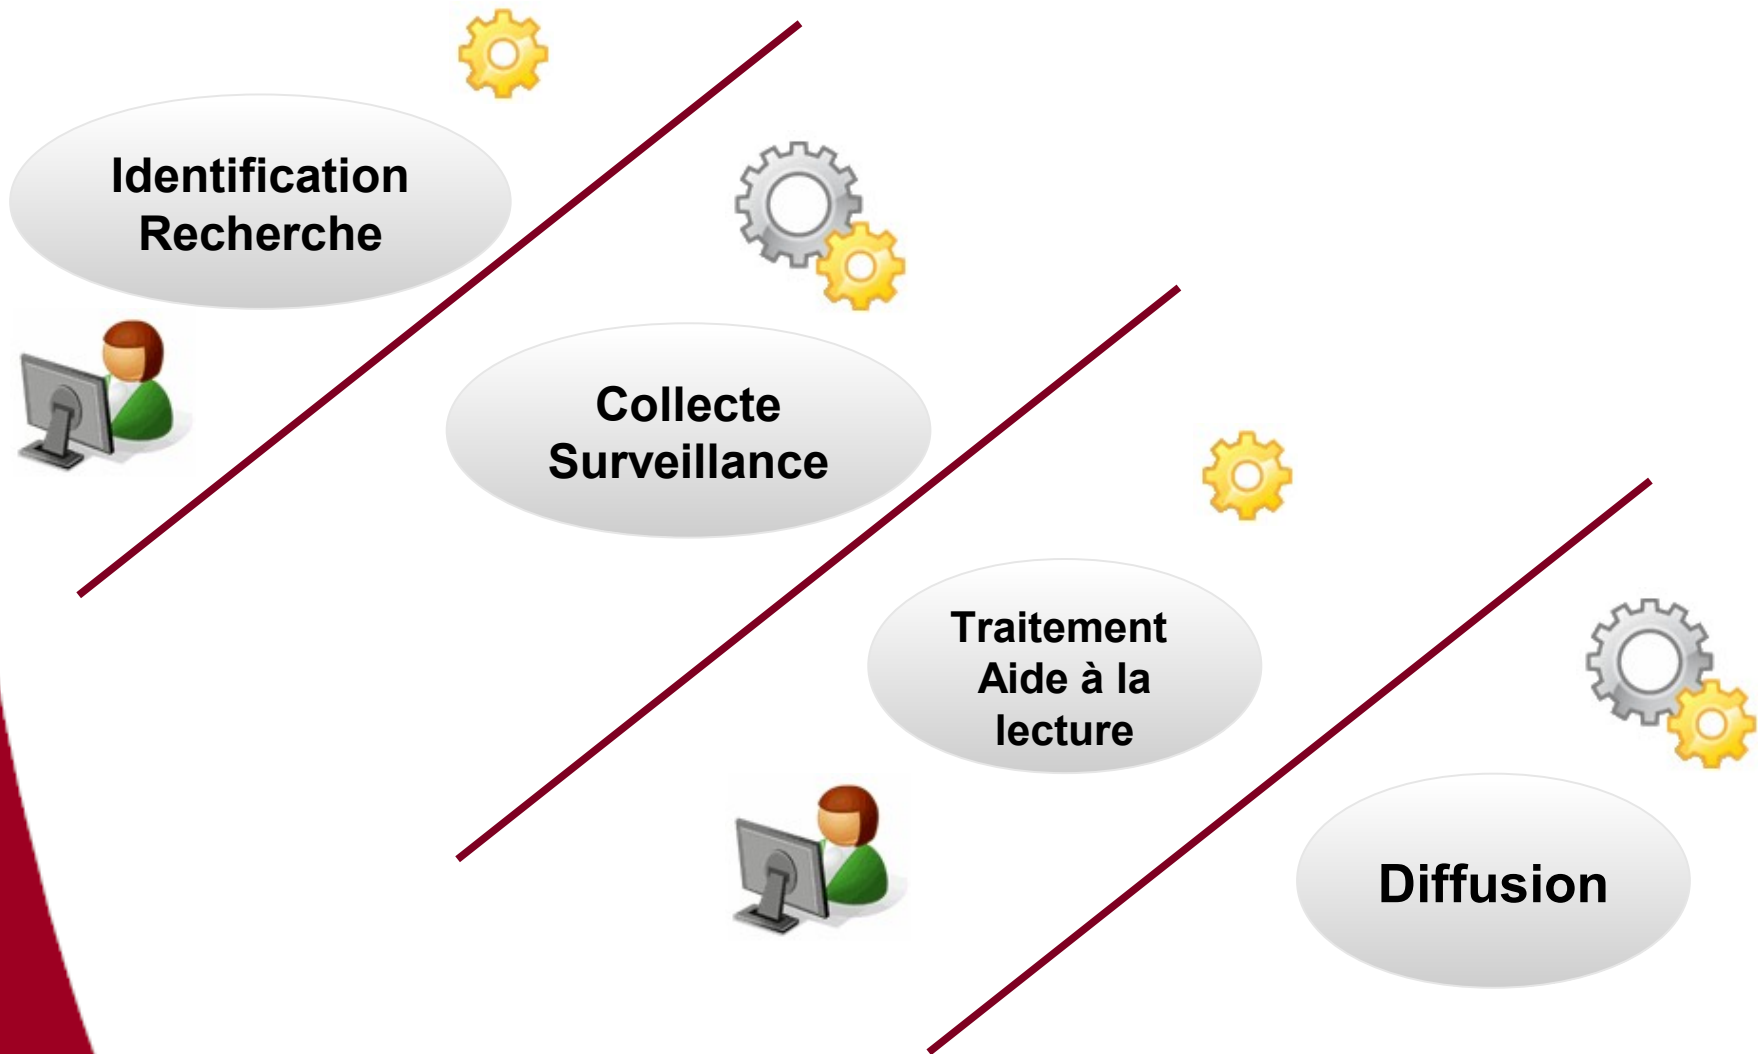 Identification
Recherche
Collecte
Surveillance
Traitement
Aide à la
lecture
Diffusion